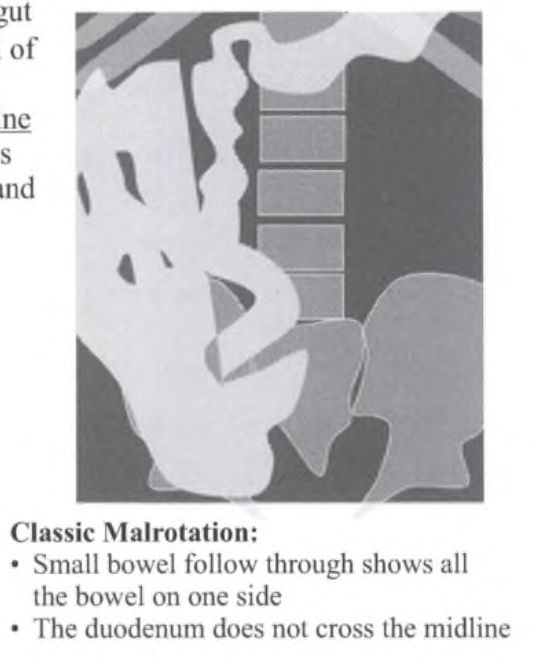 gut
of
ine
s
and
Classic Malrotation:
• Small bowel follow through shows all
the bowel on one side
• The duodenum does not cross the midline